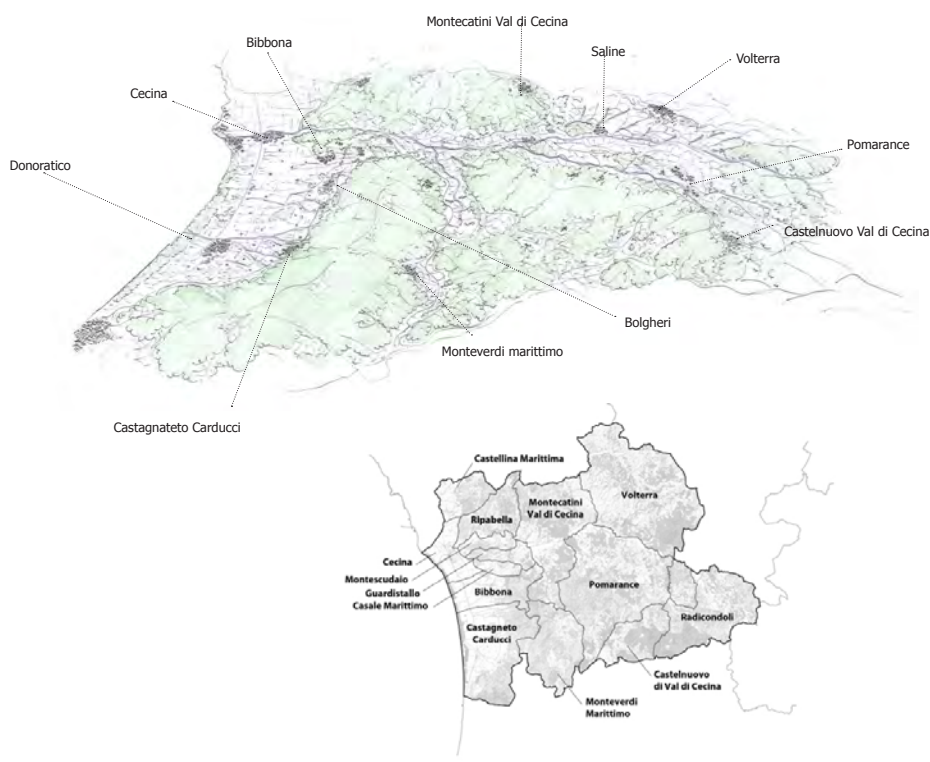 Montecatini Val di Cecina
Bibbona
Saline
Volterra
Cecina
Pomarance
Donoratico
Castelnuovo Val di Cecina
Bolgheri
Monteverdi marittimo
Castagnateto Carducci
Castellina Marittima
Volterra
Montecatini
Val di Cecina
Ripabella
Cecina
Montescudaio
Guardistallo
Casale Marittimo
Bibbona
Pomarance
Radicondoli
Castagneto
Carducci
Castelnuovo
di Val di Cecina
Monteverdi
Marittimo